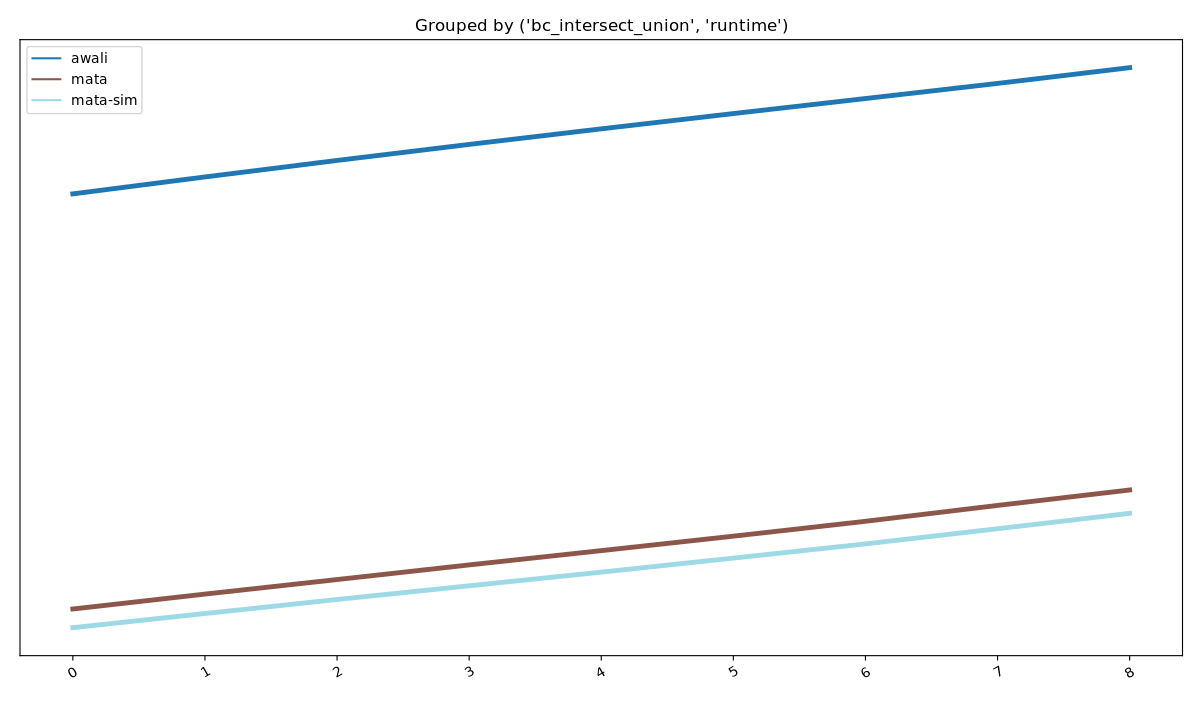 Grouped by ('bc_intersect_union', 'runtime')
awali
mata
mata-sim
0 1 2 3 4 5 6 7 8